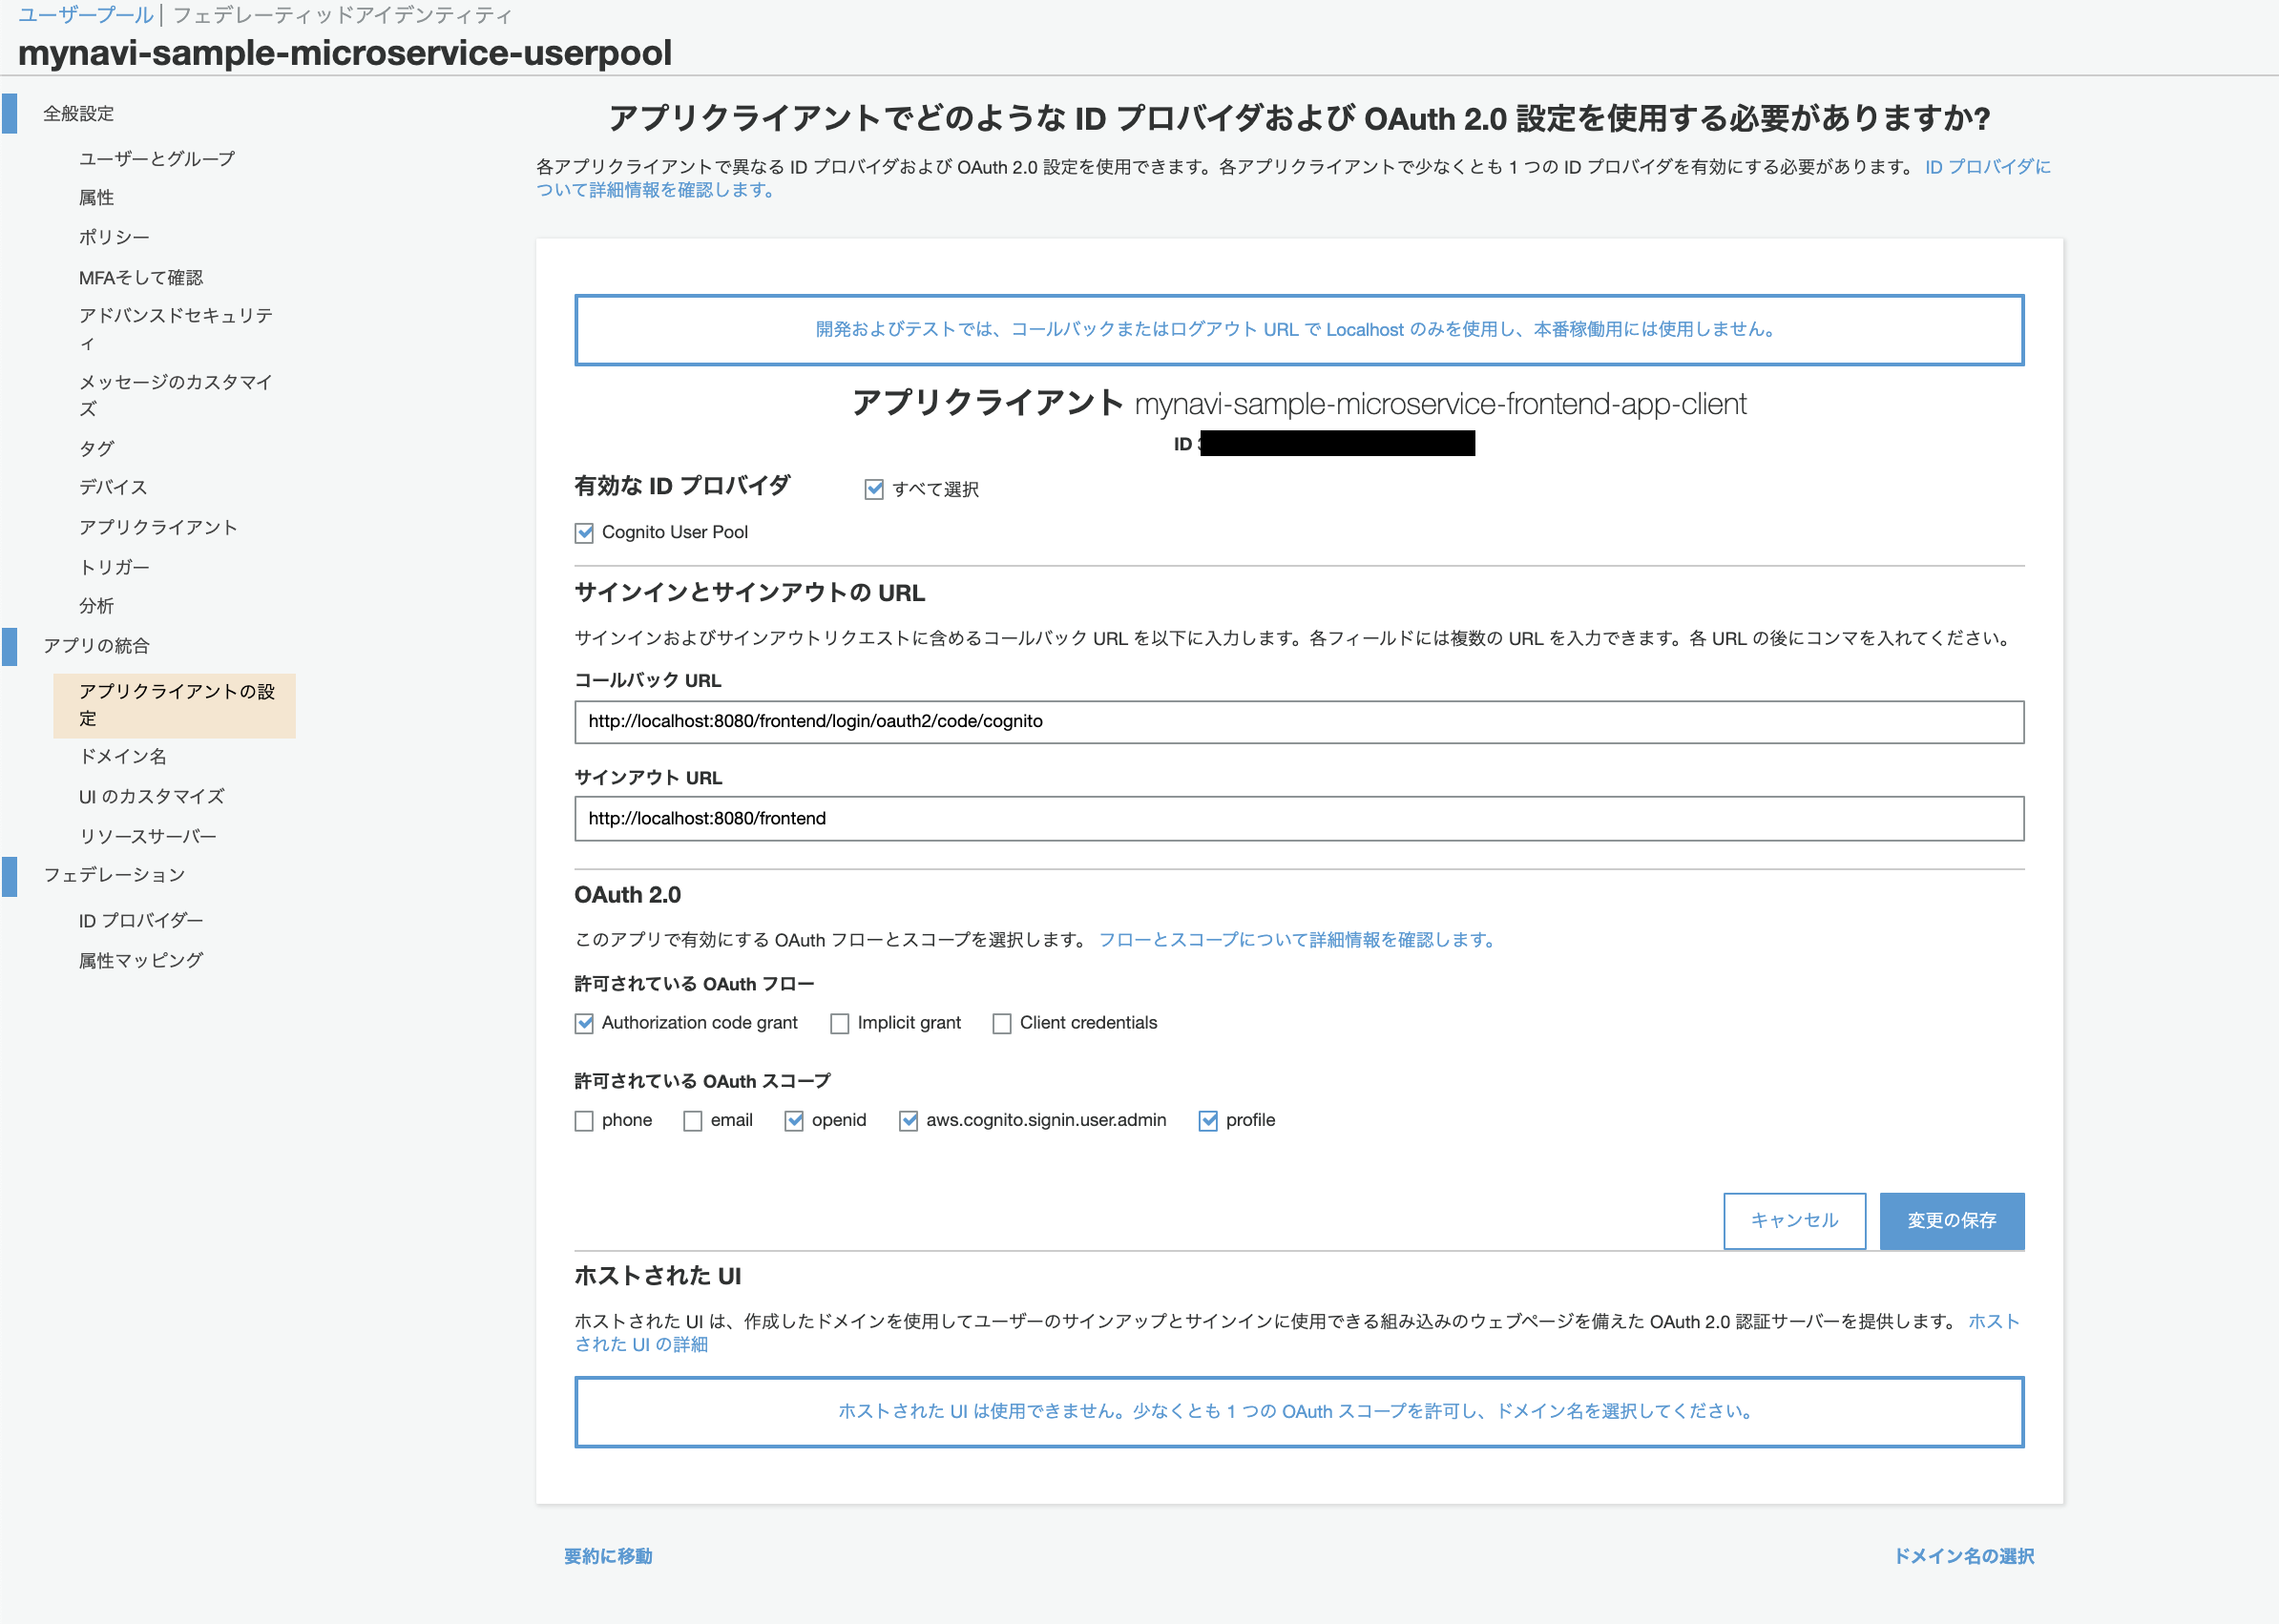 ユーザープール | フェデレーティッドアイデンティティ
mynavi-sample-microservice-userpool
全般設定
ユーザーとグループ
属性
ポリシー
MFAそして確認
アドバンスドセキュリテ
ィ
メッセージのカスタマイ
ズ
タグ
デバイス
アプリクライアント
トリガー
分析
アプリの統合
アプリクライアントの設
定
ドメイン名
UI のカスタマイズ
リソースサーバー
フェデレーション
ID プロバイダー
属性マッピング
アプリクライアントでどのような ID プロバイダおよび OAuth 2.0 設定を使用する必要がありますか?
各アプリクライアントで異なる ID プロバイダおよび OAuth 2.0 設定を使用できます。各アプリクライアントで少なくとも 1 つの ID プロバイダを有効にする必要があります。 ID プロバイダに
ついて詳細情報を確認します。
開発およびテストでは、コールバックまたはログアウト URL で Localhost のみを使用し、本番稼働用には使用しません。
アプリクライアント mynavi-sample-microservice-frontend-app-client
ID
有効な ID プロバイダ すべて選択
Cognito User Pool
サインインとサインアウトの URL
サインインおよびサインアウトリクエストに含めるコールバック URL を以下に入力します。各フィールドには複数の URL を入力できます。各 URL の後にコンマを入れてください。
コールバック URL
http://localhost:8080/frontend/login/oauth2/code/cognito
サインアウト URL
http://localhost:8080/frontend
OAuth 2.0
このアプリで有効にする OAuth フローとスコープを選択します。 フローとスコープについて詳細情報を確認します。
許可されている OAuth フロー
Authorization code grant Implicit grant Client credentials
許可されている OAuth スコープ
phone email openid aws.cognito.signin.user.admin profile
キャンセル 変更の保存
ホストされた UI
ホストされた UI は、作成したドメインを使用してユーザーのサインアップとサインインに使用できる組み込みのウェブページを備えた OAuth 2.0 認証サーバーを提供します。 ホスト
された UI の詳細
ホストされた UI は使用できません。少なくとも 1 つの OAuth スコープを許可し、ドメイン名を選択してください。
要約に移動 ドメイン名の選択